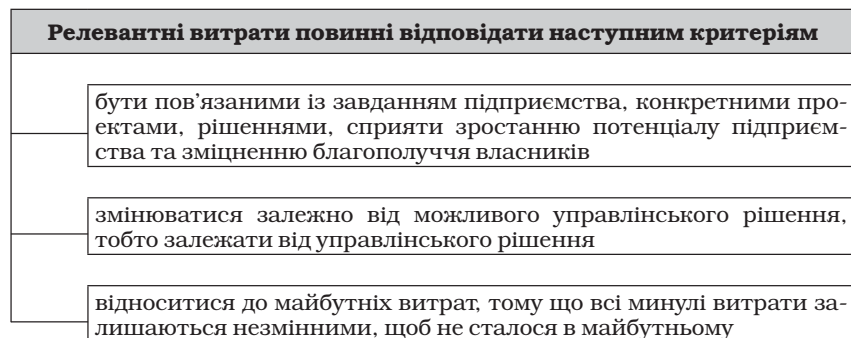 Релевантні витрати повинні відповідати наступним критеріям
бути пов’язаними із завданням підприємства, конкретними про-
ектами, рішеннями, сприяти зростанню потенціалу підприєм-
ства та зміцненню благополуччя власників
змінюватися залежно від можливого управлінського рішення,
тобто залежати від управлінського рішення
відноситися до майбутніх витрат, тому що всі минулі витрати за-
лишаються незмінними, щоб не сталося в майбутньому